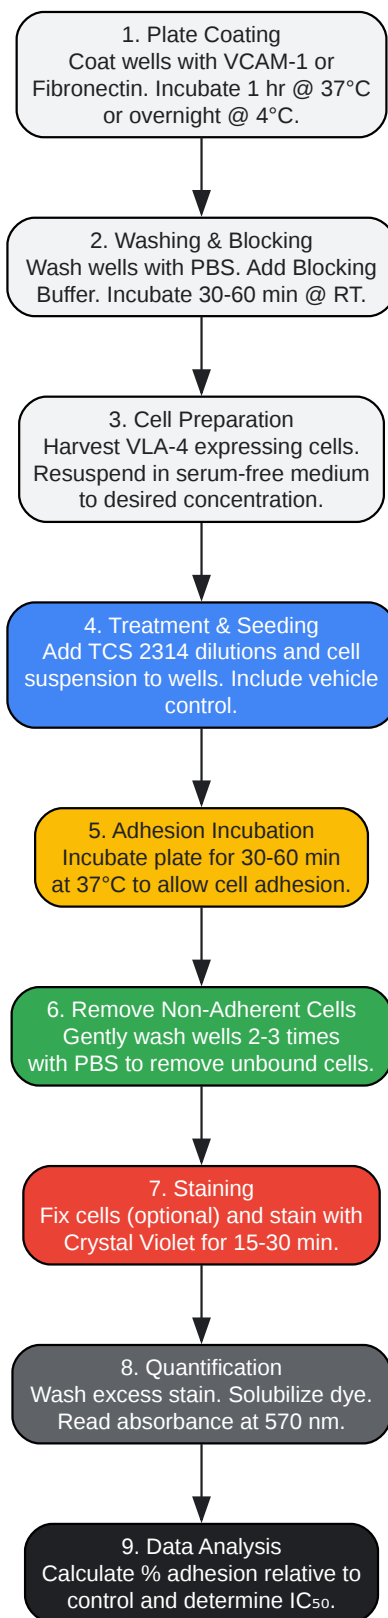 1. Plate Coating
Coat wells with VCAM-1 or
Fibronectin. Incubate 1 hr @ 37°C
or overnight @ 4°C.
2. Washing & Blocking
Wash wells with PBS. Add Blocking
Buffer. Incubate 30-60 min @ RT.
3. Cell Preparation
Harvest VLA-4 expressing cells.
Resuspend in serum-free medium
to desired concentration.
4. Treatment & Seeding
Add TCS 2314 dilutions and cell
suspension to wells. Include vehicle
control.
5. Adhesion Incubation
Incubate plate for 30-60 min
at 37°C to allow cell adhesion.
6. Remove Non-Adherent Cells
Gently wash wells 2-3 times
with PBS to remove unbound cells.
7. Staining
Fix cells (optional) and stain with
Crystal Violet for 15-30 min.
8. Quantification
Wash excess stain. Solubilize dye.
Read absorbance at 570 nm.
9. Data Analysis
Calculate % adhesion relative to
control and determine IC₅₀.